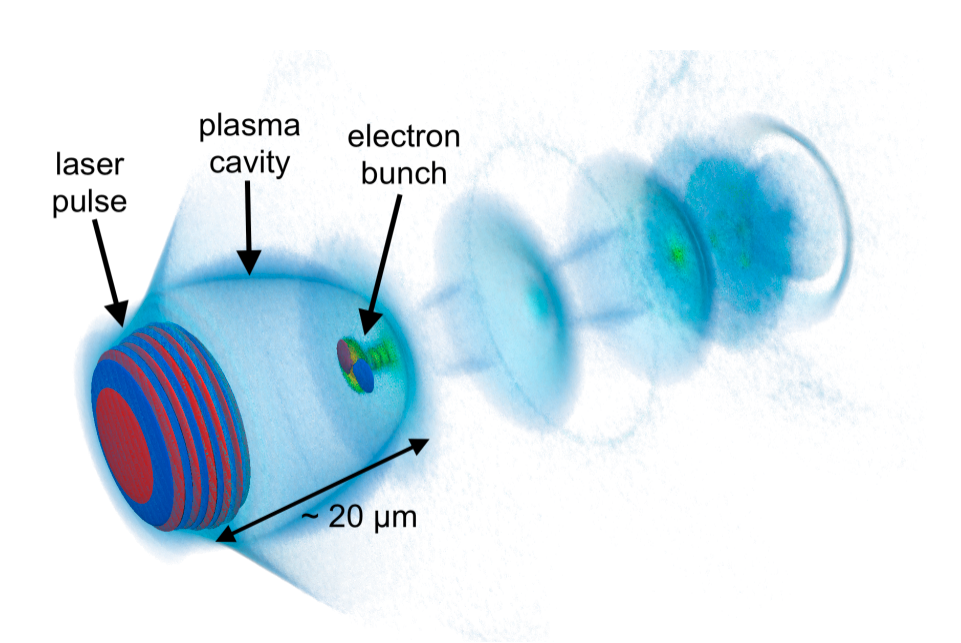 laser
pulse
plasma
cavity
electron
bunch
~ 20 μm